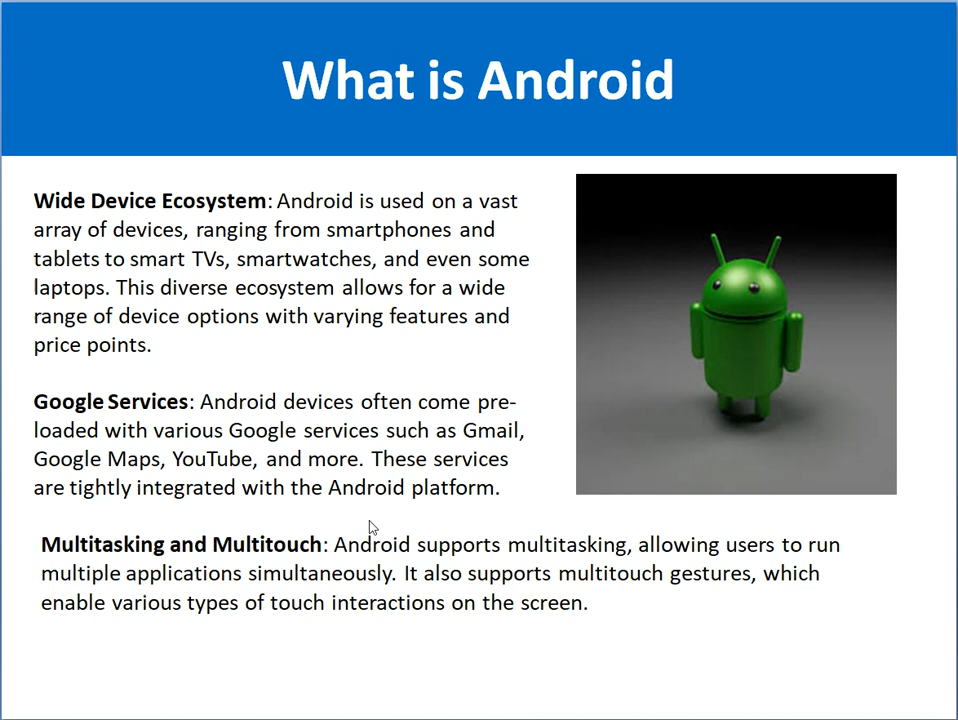 What is Android
Wide Device Ecosystem: Android is used on a vast
array of devices, ranging from smartphones and
tablets to smart TVs, smartwatches, and even some
laptops. This diverse ecosystem allows for a wide
range of device options with varying features and
price points.
Google Services: Android devices often come pre-
loaded with various Google services such as Gmail,
Google Maps, YouTube, and more. These services
are tightly integrated with the Android platform.
Multitasking and Multitouch: Android supports multitasking, allowing users to run
multiple applications simultaneously. It also supports multitouch gestures, which
enable various types of touch interactions on the screen.